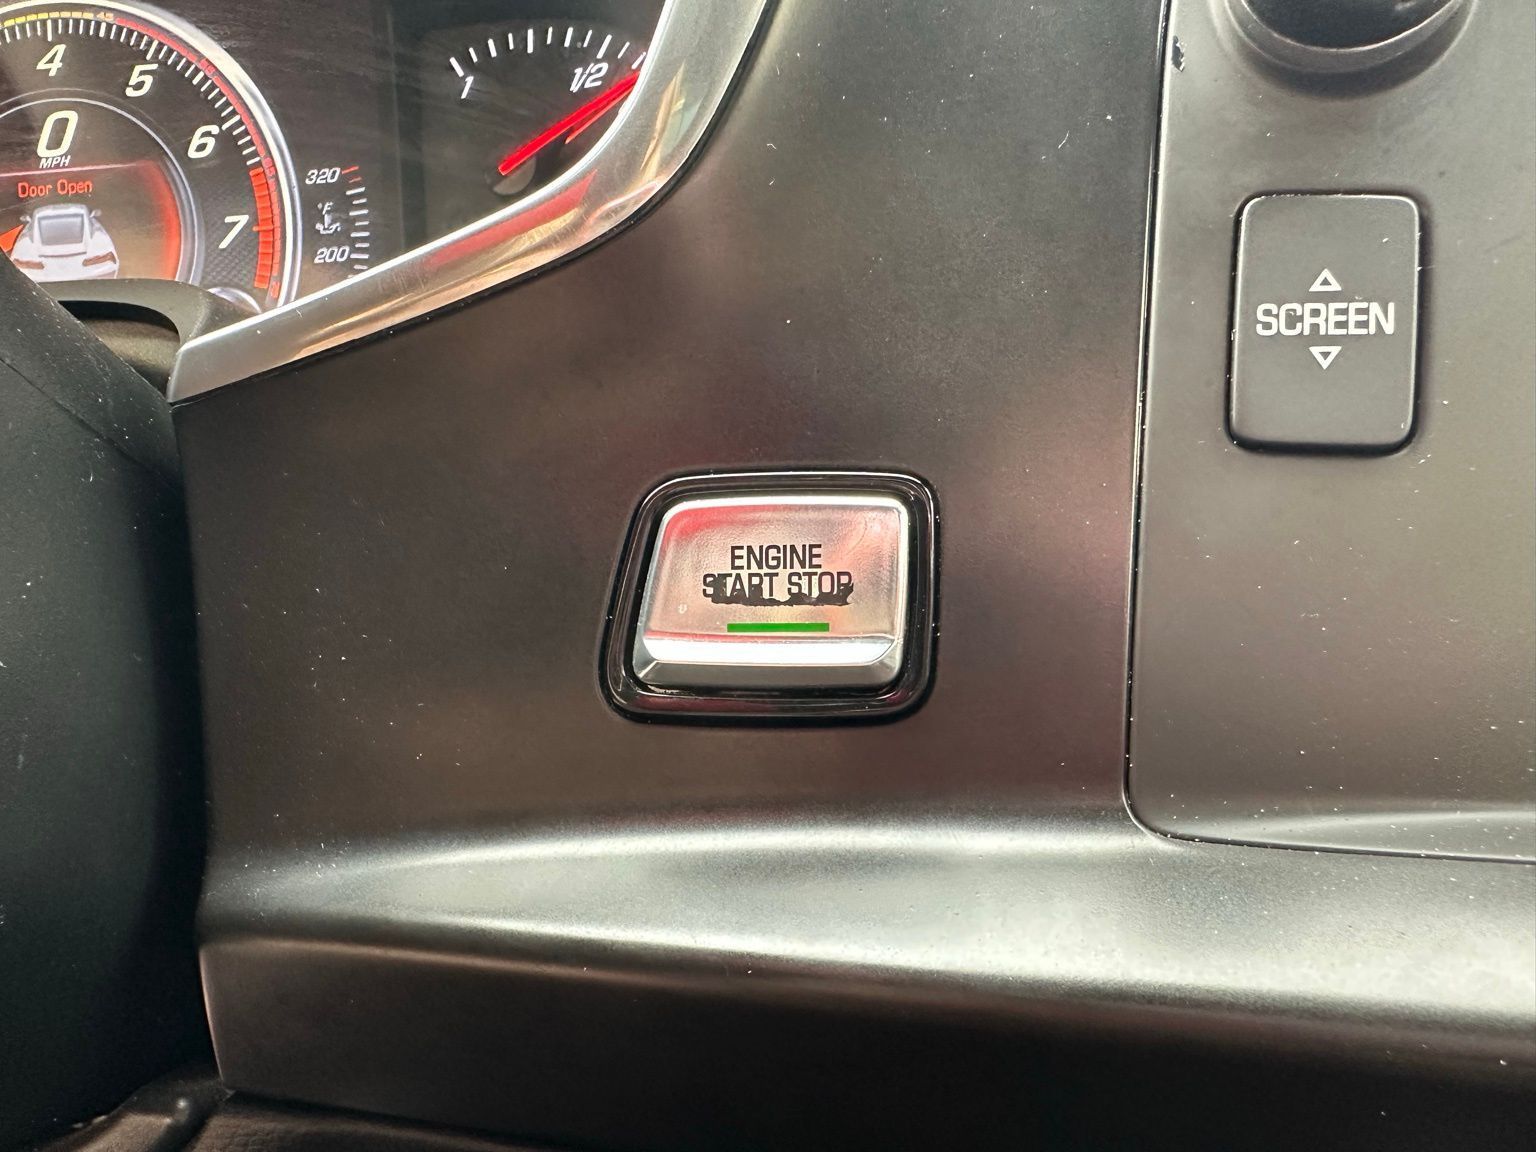 4
5
6
7
0
MPH
Door Open
320
°F
200
1
1/2
SCREEN
ENGINE
START STOP